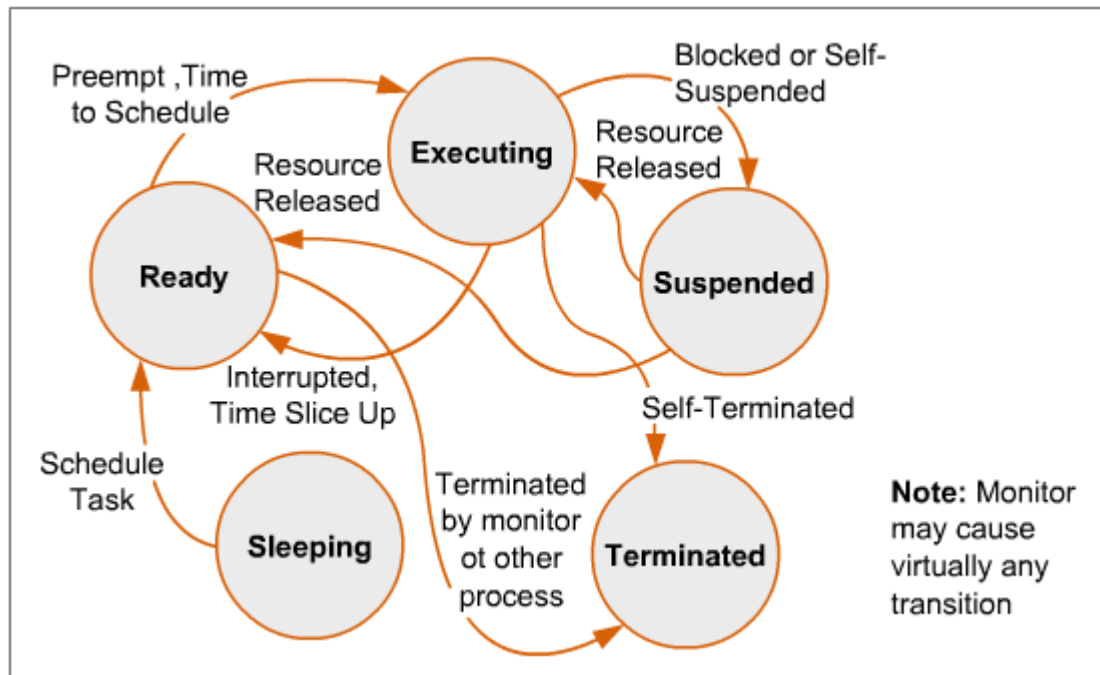 Preempt ,Time
to Schedule
Executing
Blocked or Self-
Suspended
Resource
Released
Resource
Released
Ready
Suspended
Interrupted,
Time Slice Up
Self-Terminated
Schedule
Task
Sleeping
Terminated
by monitor
ot other
process
Terminated
Note: Monitor
may cause
virtually any
transition